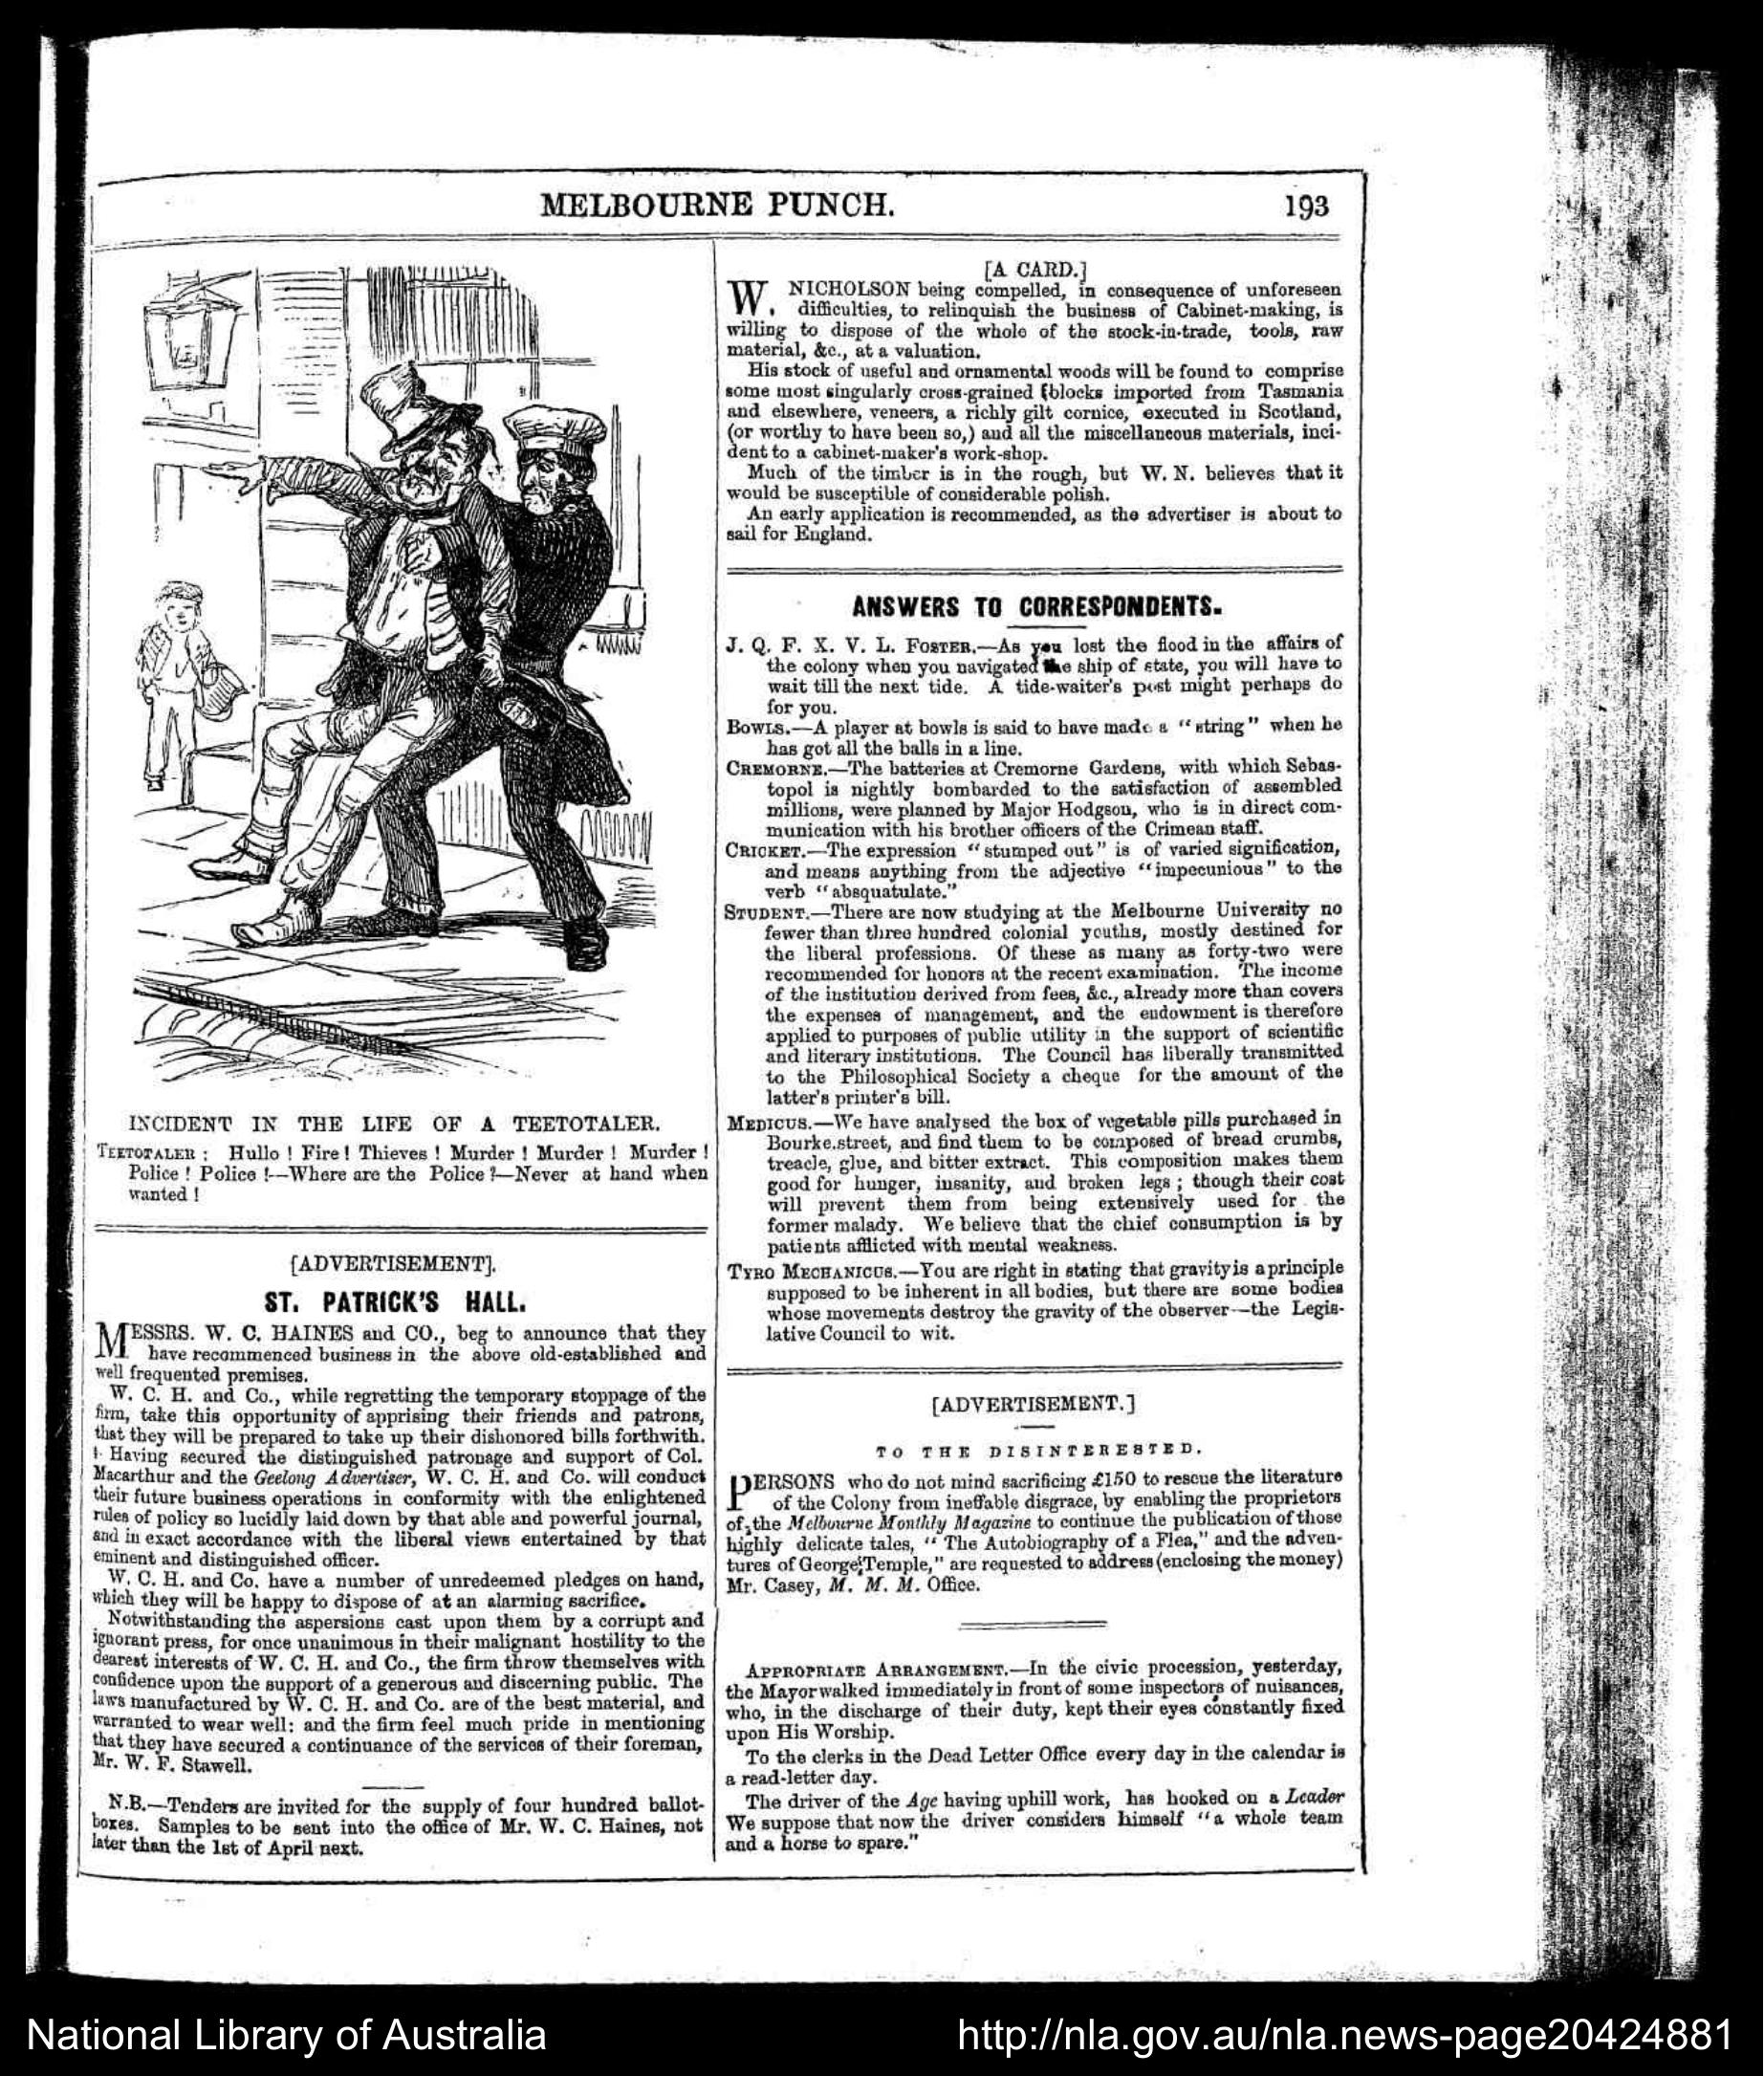 MELBOURNE PUNCH.
193
INCIDENT IN THE LIFE OF A TEETOTALER.
TEETOTALER : Hullo ! Fire ! Thieves ! Murder ! Murder ! Murder !
Police ! Police !—Where are the Police ?—Never at hand when
wanted !
[ADVERTISEMENT].
ST. PATRICK'S HALL.
MESSRS. W. C. HAINES and CO., beg to announce that they
have recommenced business in the above old-established and
well frequented premises.
W. C. H. and Co., while regretting the temporary stoppage of the
firm, take this opportunity of apprising their friends and patrons,
that they will be prepared to take up their dishonored bills forthwith.
Having secured the distinguished patronage and support of Col.
Macarthur and the Geelong Advertiser, W. C. H. and Co. will conduct
their future business operations in conformity with the enlightened
rules of policy so lucidly laid down by that able and powerful journal,
and in exact accordance with the liberal views entertained by that
eminent and distinguished officer.
W. C. H. and Co. have a number of unredeemed pledges on hand,
which they will be happy to dispose of at an alarming sacrifice.
Notwithstanding the aspersions cast upon them by a corrupt and
ignorant press, for once unanimous in their malignant hostility to the
dearest interests of W. C. H. and Co., the firm throw themselves with
confidence upon the support of a generous and discerning public. The
laws manufactured by W. C. H. and Co. are of the best material, and
warranted to wear well: and the firm feel much pride in mentioning
that they have secured a continuance of the services of their foreman,
Mr. W. F. Stawell.
N.B.—Tenders are invited for the supply of four hundred ballot-
boxes. Samples to be sent into the office of Mr. W. C. Haines, not
later than the 1st of April next.
[A CARD.]
W. NICHOLSON being compelled, in consequence of unforeseen
difficulties, to relinquish the business of Cabinet-making, is
willing to dispose of the whole of the stock-in-trade, tools, raw
material, &c., at a valuation.
His stock of useful and ornamental woods will be found to comprise
some most singularly cross-grained blocks imported from Tasmania
and elsewhere, veneers, a richly gilt cornice, executed in Scotland,
(or worthy to have been so,) and all the miscellaneous materials, inci-
dent to a cabinet-maker's work-shop.
Much of the timber is in the rough, but W. N. believes that it
would be susceptible of considerable polish.
An early application is recommended, as the advertiser is about to
sail for England.
ANSWERS TO CORRESPONDENTS.
J. Q. F. X. V. L. FOSTER.—As you lost the flood in the affairs of
the colony when you navigated the ship of state, you will have to
wait till the next tide. A tide-waiter's post might perhaps do
for you.
BOWLS.—A player at bowls is said to have made a "string" when he
has got all the balls in a line.
CREMORNE.—The batteries at Cremorne Gardens, with which Sebas-
topol is nightly bombarded to the satisfaction of assembled
millions, were planned by Major Hodgson, who is in direct com-
munication with his brother officers of the Crimean staff.
CRICKET.—The expression "stumped out" is of varied signification,
and means anything from the adjective "impecunious" to the
verb "absquatulate."
STUDENT.—There are now studying at the Melbourne University no
fewer than three hundred colonial youths, mostly destined for
the liberal professions. Of these as many as forty-two were
recommended for honors at the recent examination. The income
of the institution derived from fees, &c., already more than covers
the expenses of management, and the endowment is therefore
applied to purposes of public utility in the support of scientific
and literary institutions. The Council has liberally transmitted
to the Philosophical Society a cheque for the amount of the
latter's printer's bill.
MEDICUS.—We have analysed the box of vegetable pills purchased in
Bourke.street, and find them to be composed of bread crumbs,
treacle, glue, and bitter extract. This composition makes them
good for hunger, insanity, and broken legs ; though their cost
will prevent them from being extensively used for the
former malady. We believe that the chief consumption is by
patients afflicted with mental weakness.
TYRO MECHANICUS.—You are right in stating that gravity is a principle
supposed to be inherent in all bodies, but there are some bodies
whose movements destroy the gravity of the observer—the Legis-
lative Council to wit.
[ADVERTISEMENT.]
TO THE DISINTERESTED.
PERSONS who do not mind sacrificing £150 to rescue the literature
of the Colony from ineffable disgrace, by enabling the proprietors
of the Melbourne Monthly Magazine to continue the publication of those
highly delicate tales, "The Autobiography of a Flea," and the adven-
tures of George Temple," are requested to address (enclosing the money)
Mr. Casey, M. M. M. Office.
APPROPRIATE ARRANGEMENT.—In the civic procession, yesterday,
the Mayor walked immediately in front of some inspectors of nuisances,
who, in the discharge of their duty, kept their eyes constantly fixed
upon His Worship.
To the clerks in the Dead Letter Office every day in the calendar is
a read-letter day.
The driver of the Age having uphill work, has hooked on a Leader
We suppose that now the driver considers himself "a whole team
and a horse to spare."
National Library of Australia
http://nla.gov.au/nla.news-page20424881